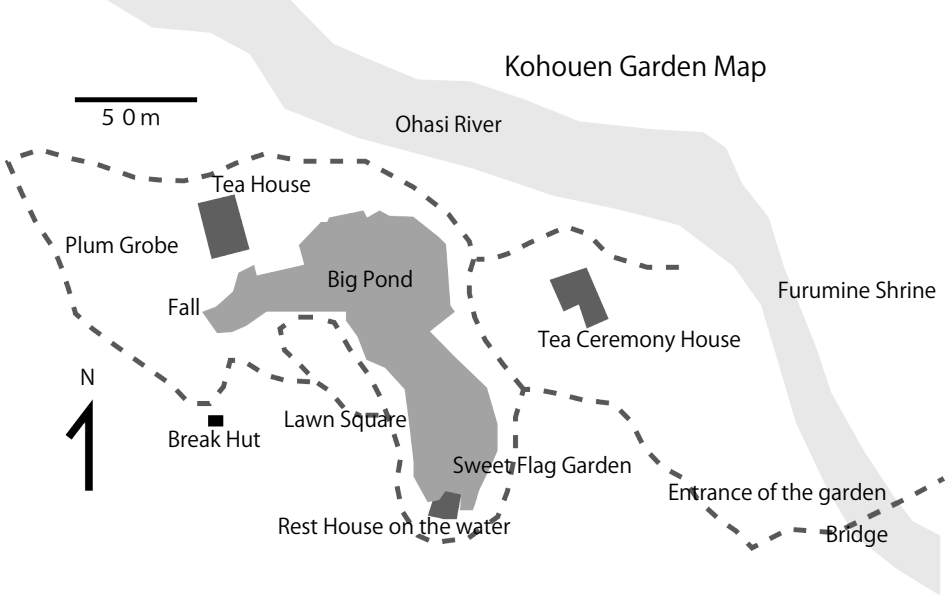 Kohouen Garden Map
５０m
Ohasi River
Tea House
Plum Grobe
Big Pond
Furumine Shrine
Fall
Tea Ceremony House
N
Lawn Square
Break Hut
Sweet Flag Garden
Entrance of the garden
Rest House on the water
Bridge